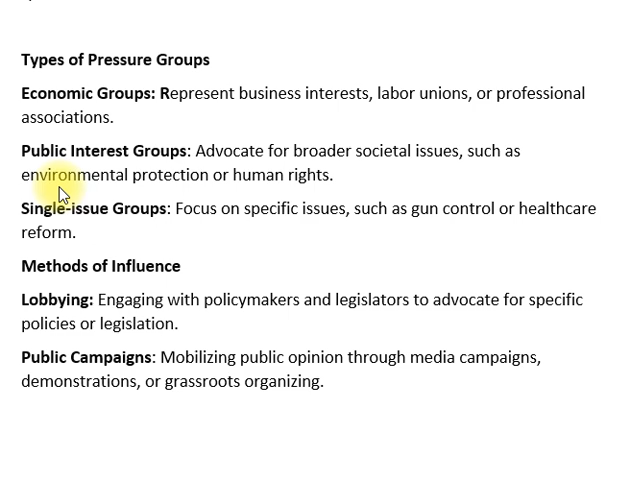 Types of Pressure Groups
Economic Groups: Represent business interests, labor unions, or professional
associations.
Public Interest Groups: Advocate for broader societal issues, such as
environmental protection or human rights.
Single-issue Groups: Focus on specific issues, such as gun control or healthcare
reform.
Methods of Influence
Lobbying: Engaging with policymakers and legislators to advocate for specific
policies or legislation.
Public Campaigns: Mobilizing public opinion through media campaigns,
demonstrations, or grassroots organizing.